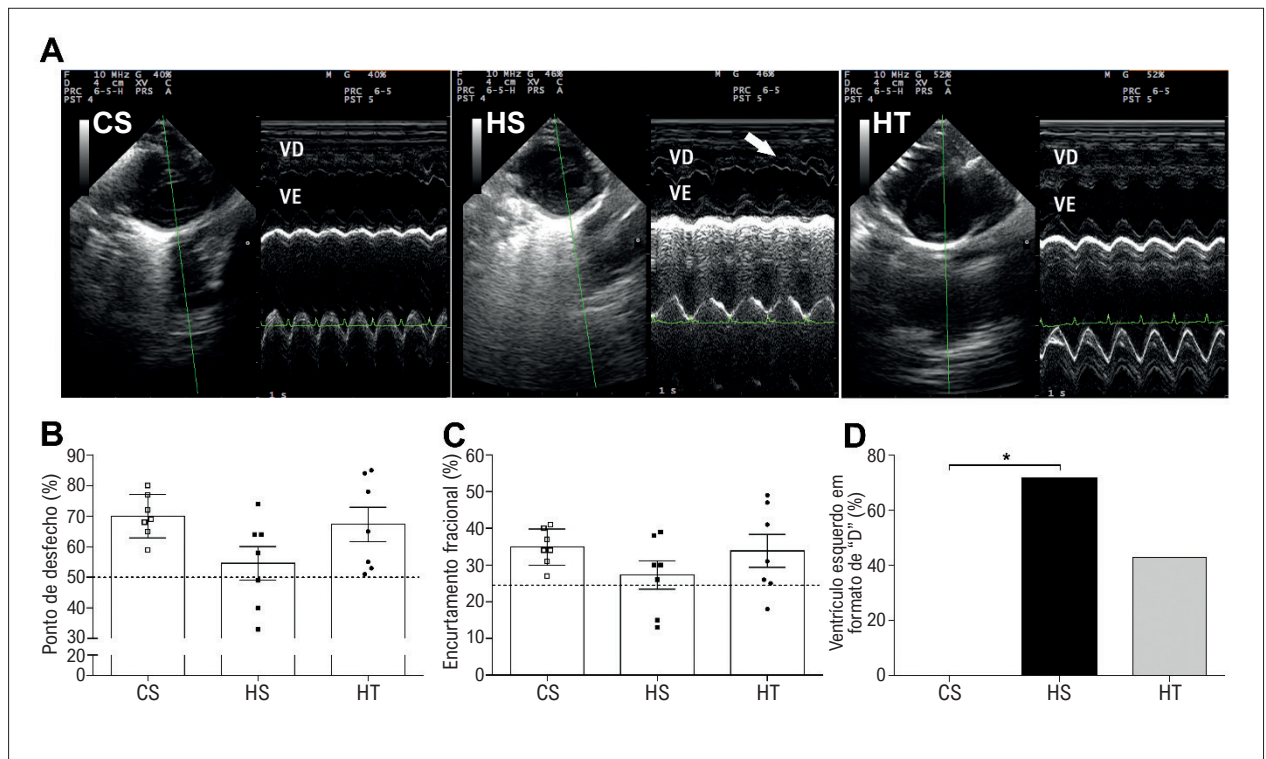 A
F 10 MHz G 40%
D 4 cm XV C
PRC 6-5-H PRS A
PST 4
M G 40%
PRC 6-5
PST 5
CS
VD
VE
1 s
F 10 MHz G 46%
D 4 cm XV C
PRC 6-5-H PRS A
PST 4
M G 46%
PRC 6-5
PST 5
HS
VD
VE
1 s
F 10 MHz G 52%
D 4 cm XV C
PRC 6-5-H PRS A
PST 4
M G 52%
PRC 6-5
PST 5
HT
VD
VE
1 s
B
Ponto de desfecho (%)
90
80
70
60
50
40
30
20
0
CS HS HT
C
Encurtamento fracional (%)
60
50
40
30
20
10
0
CS HS HT
D
Ventrículo esquerdo em
formato de “D” (%)
80
60
40
20
0
*
CS HS HT